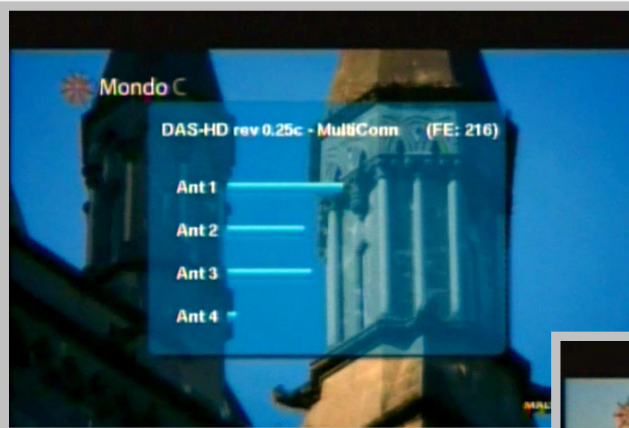 Mondo C
DAS-HD rev 0.25c - MultiConn (FE: 216)
Ant 1
Ant 2
Ant 3
Ant 4